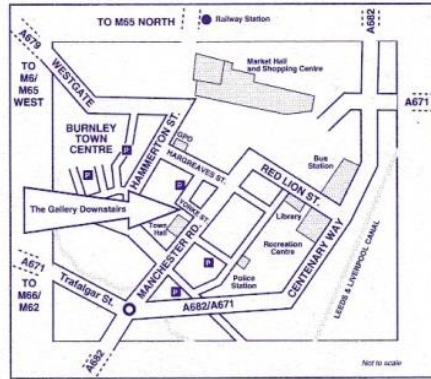 TO M65 NORTH
Railway Station
A682
A679
TO
M6/
M65
WEST
WESTGATE
Market Hall
and Shopping Centre
A671
BURNLEY
TOWN
CENTRE
P
HAMMERTON ST.
GPO
HARGREAVES ST.
RED LION ST.
Bus
Station
P
P
YORKE ST.
The Gallery Downstairs
Town
Hall
Library
Recreation
Centre
CENTENARY WAY
LEEDS & LIVERPOOL CANAL
MANCHESTER RD.
P
Police
Station
A671
TO
M66/
M62
Trafalgar St.
P
A682/A671
A682
Not to scale